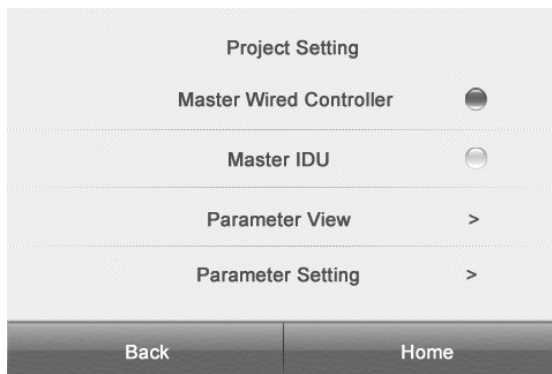 Project Setting
Master Wired Controller
Master IDU
Parameter View >
Parameter Setting >
Back Home